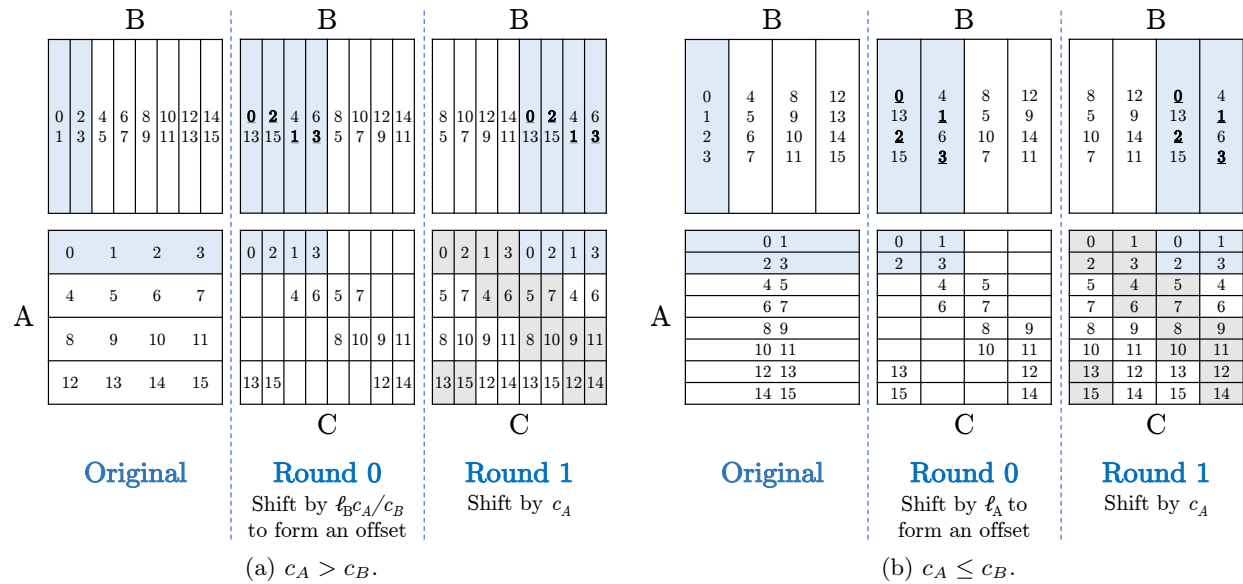 B
0 2 4 6 8 10 12 14
1 3 5 7 9 11 13 15
A
0 1 2 3
4 5 6 7
8 9 10 11
12 13 14 15
Original
B
0 2 4 6 8 10 12 14
13 15 1 3 5 7 9 11
0 2 1 3
4 6 5 7
8 10 9 11
13 15 12 14
C
Round 0
Shift by ℓ_B c_A/c_B
to form an offset
B
8 10 12 14 0 2 4 6
5 7 9 11 13 15 1 3
0 2 1 3 0 2 1 3
5 7 4 6 5 7 4 6
8 10 9 11 8 10 9 11
13 15 12 14 13 15 12 14
Round 1
Shift by c_A
(a) c_A > c_B.
B
0 4 8 12
1 5 9 13
2 6 10 14
3 7 11 15
A
0 1
2 3
4 5
6 7
8 9
10 11
12 13
14 15
Original
B
0 4 8 12
13 1 5 9
2 6 10 14
15 3 7 11
0 1
2 3
4 5
6 7
8 9
10 11
13 12
15 14
C
Round 0
Shift by ℓ_A to
form an offset
B
8 12 0 4
5 9 13 1
10 14 2 6
7 11 15 3
0 1 0 1
2 3 2 3
5 4 5 4
7 6 7 6
8 9 8 9
10 11 10 11
13 12 13 12
15 14 15 14
C
Round 1
Shift by c_A
(b) c_A ≤ c_B.